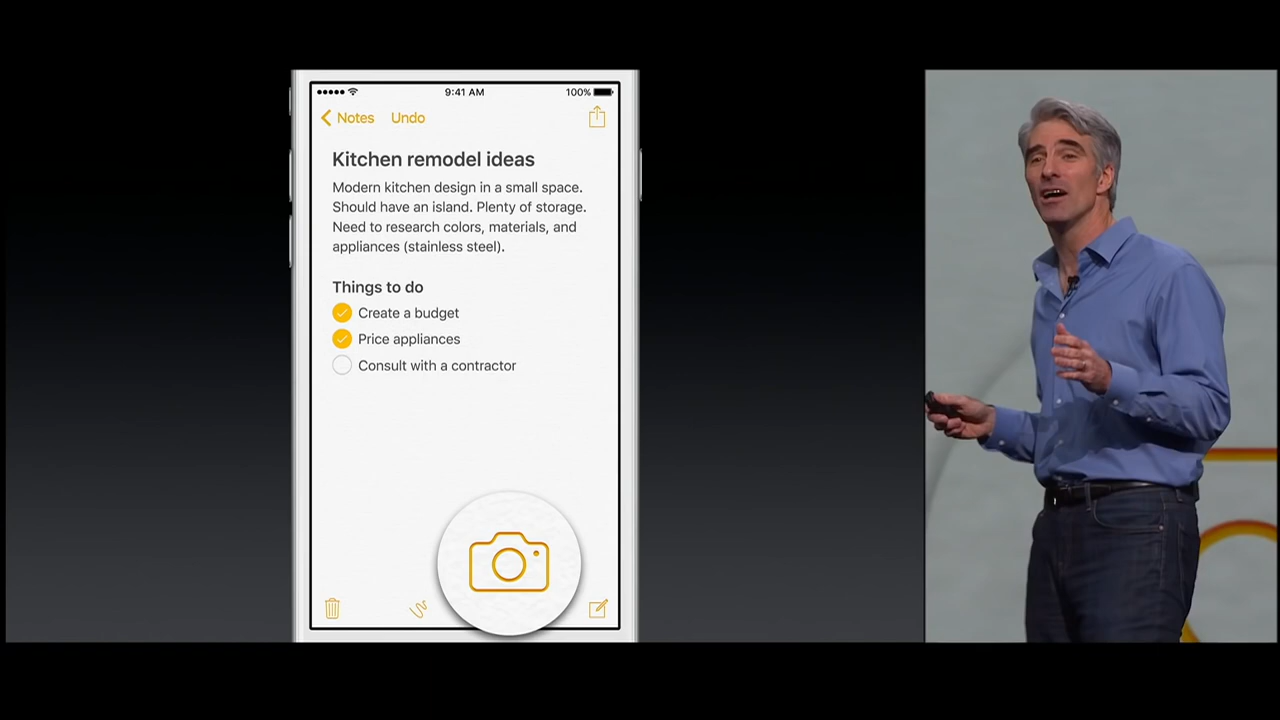 9:41 AM
100%
Notes
Undo
Kitchen remodel ideas
Modern kitchen design in a small space.
Should have an island. Plenty of storage.
Need to research colors, materials, and
appliances (stainless steel).
Things to do
Create a budget
Price appliances
Consult with a contractor